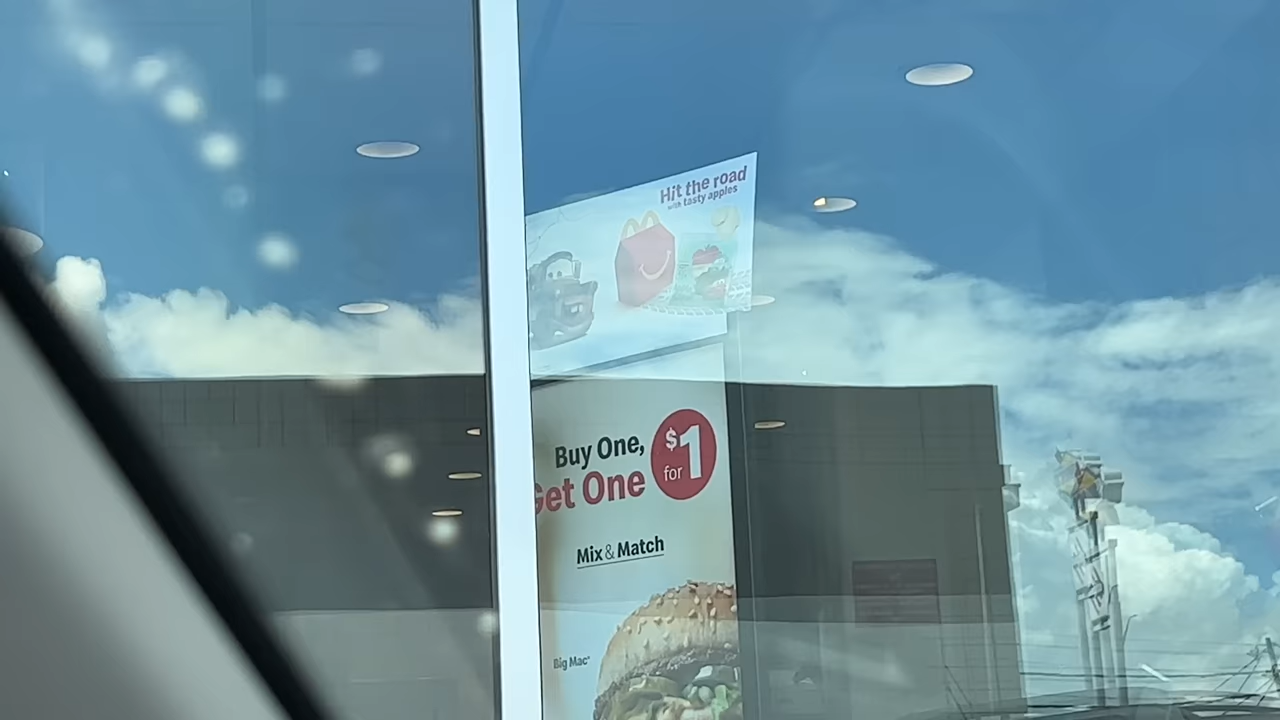 Hit the road
with tasty apples
Buy One,
Get One
$1
for
Mix & Match
Big Mac